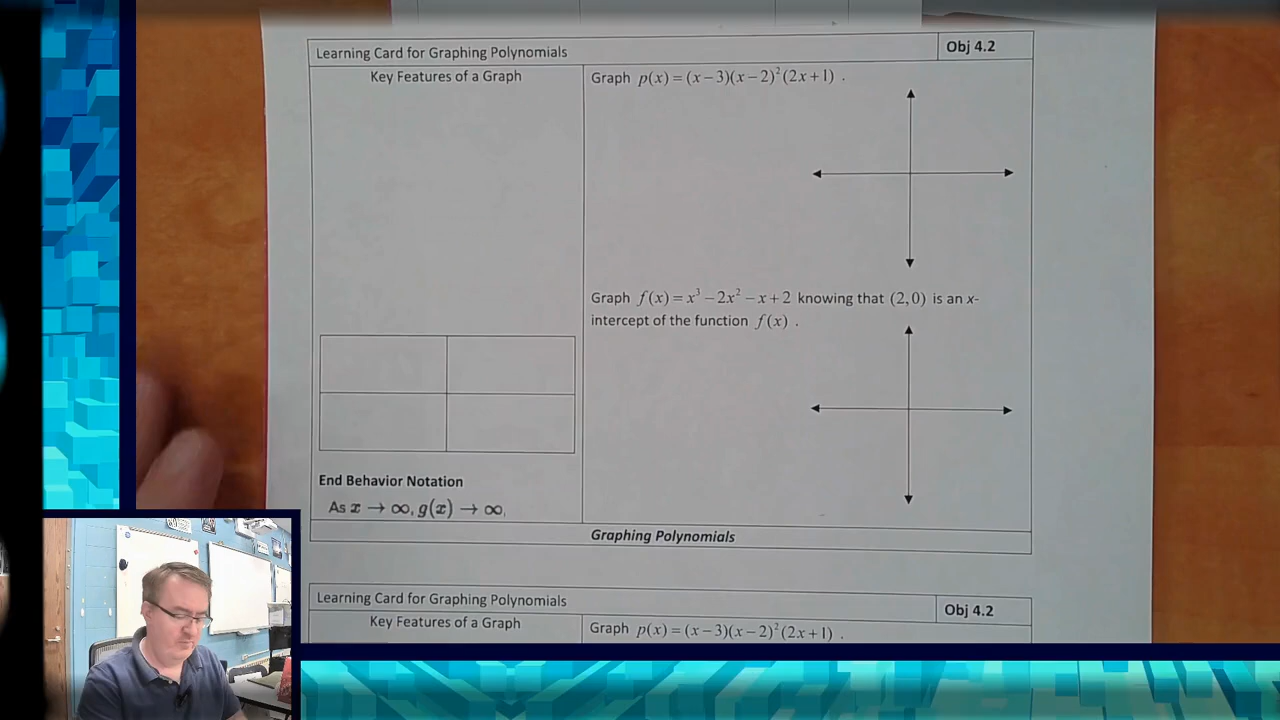 Learning Card for Graphing Polynomials
Obj 4.2
Key Features of a Graph
Graph p(x) = (x − 3)(x − 2)²(2x + 1) .
Graph f(x) = x³ − 2x² − x + 2 knowing that (2,0) is an x-
intercept of the function f(x) .
End Behavior Notation
As x → ∞, g(x) → ∞,
Graphing Polynomials
Learning Card for Graphing Polynomials
Obj 4.2
Key Features of a Graph
Graph p(x) = (x − 3)(x − 2)²(2x + 1) .